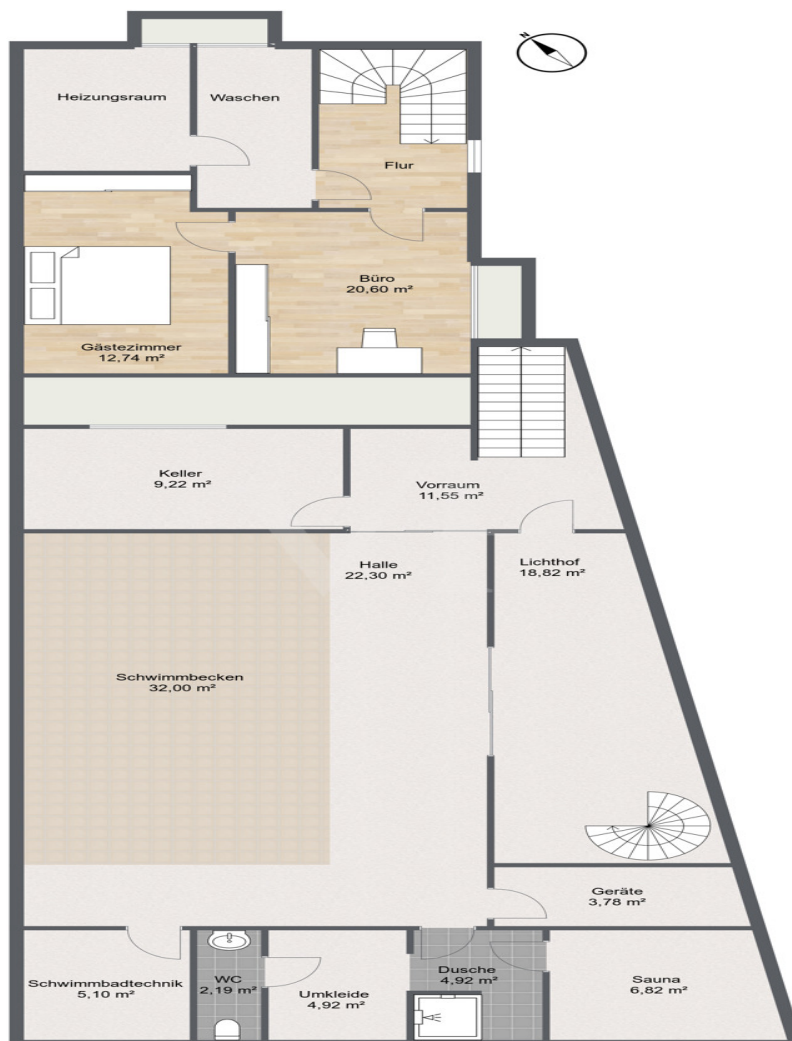 N
Heizungsraum
Waschen
Flur
Büro
20,60 m²
Gästezimmer
12,74 m²
Keller
9,22 m²
Vorraum
11,55 m²
Halle
22,30 m²
Lichthof
18,82 m²
Schwimmbecken
32,00 m²
Geräte
3,78 m²
Schwimmbadtechnik
5,10 m²
WC
2,19 m²
Umkleide
4,92 m²
Dusche
4,92 m²
Sauna
6,82 m²